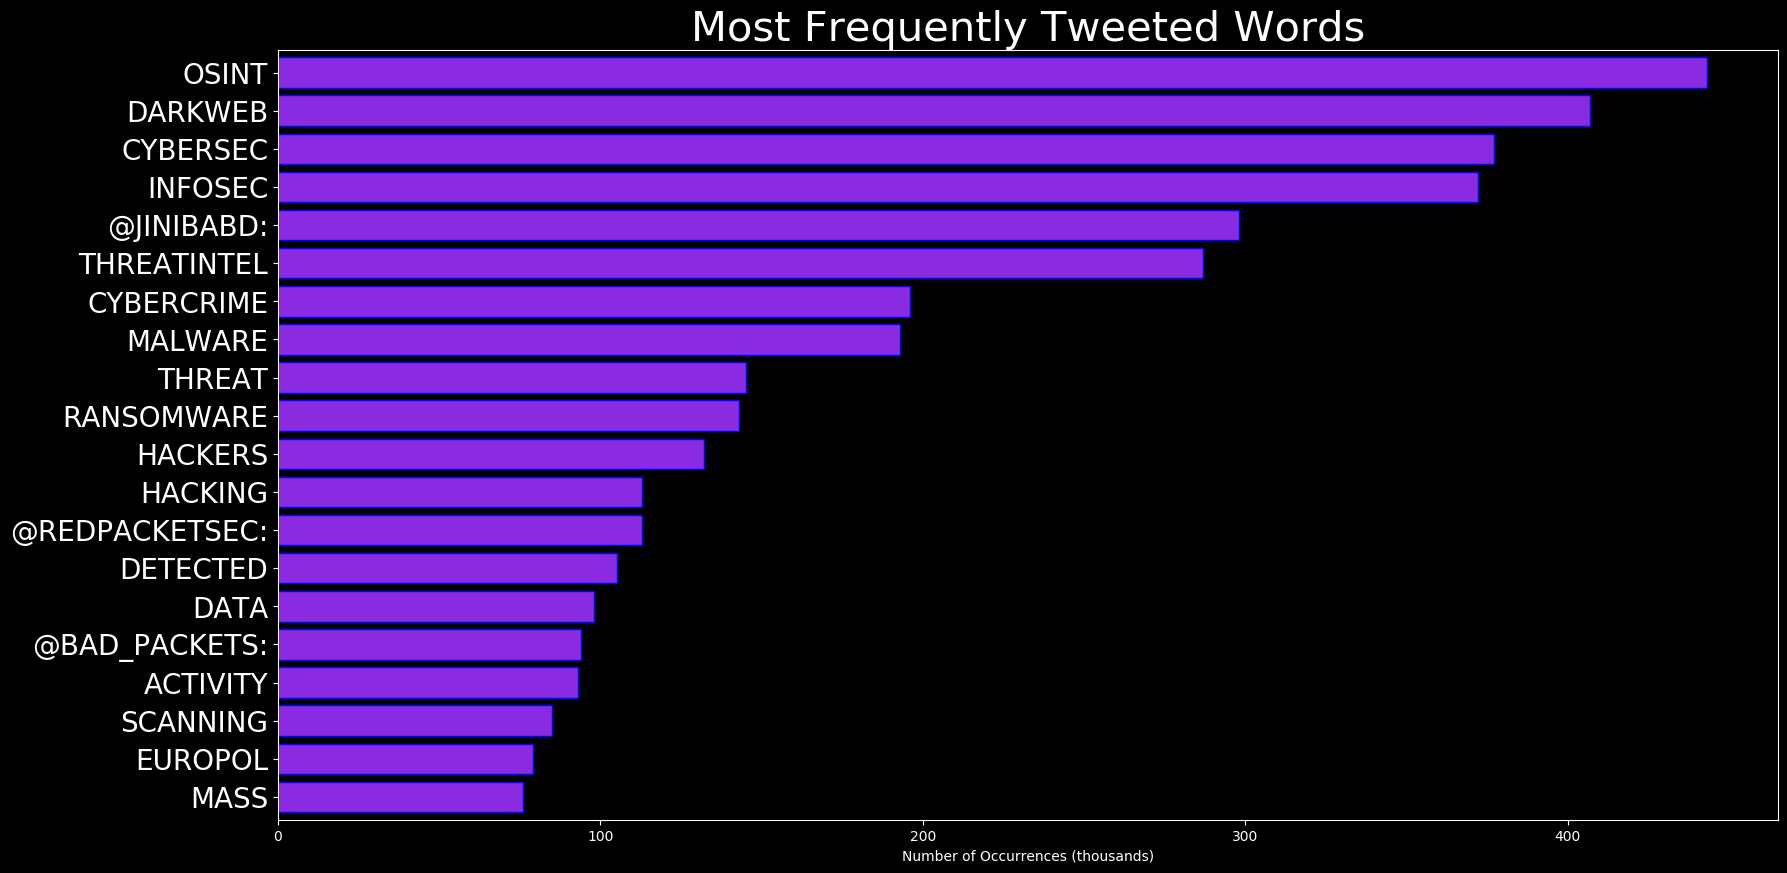 Most Frequently Tweeted Words
OSINT
DARKWEB
CYBERSEC
INFOSEC
@JINIBABD:
THREATINTEL
CYBERCRIME
MALWARE
THREAT
RANSOMWARE
HACKERS
HACKING
@REDPACKETSEC:
DETECTED
DATA
@BAD_PACKETS:
ACTIVITY
SCANNING
EUROPOL
MASS
0 100 200 300 400
Number of Occurrences (thousands)